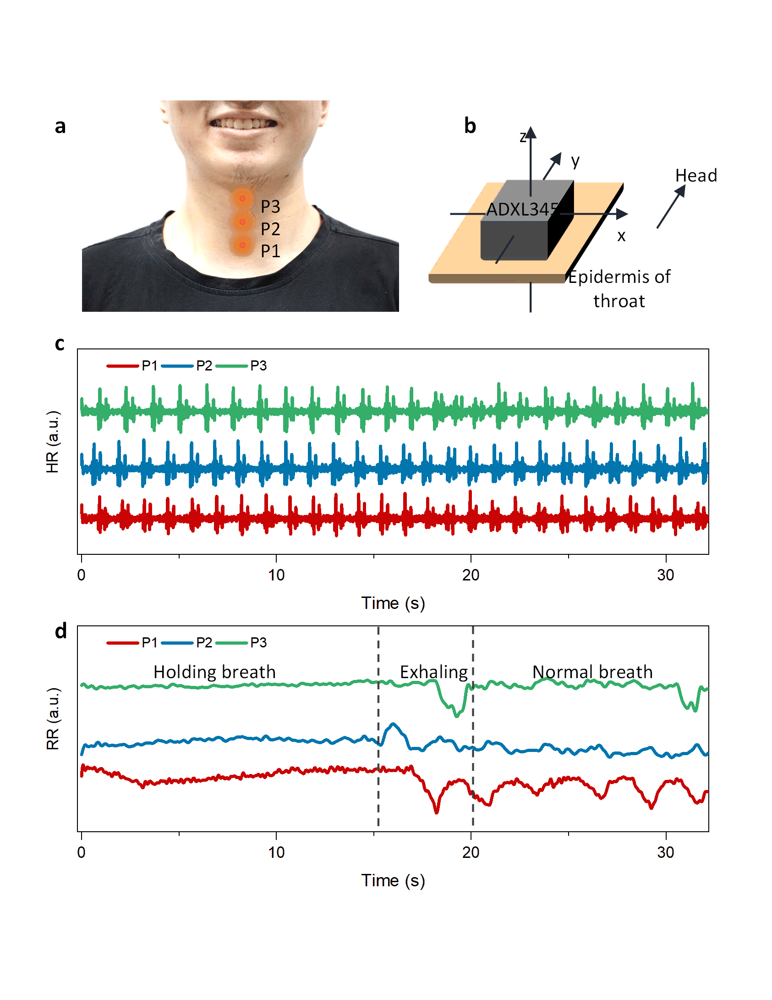 a
P3
P2
P1
b
z
y
Head
ADXL345
x
Epidermis of
throat
c
P1 P2 P3
HR (a.u.)
0 10 20 30
Time (s)
d
P1 P2 P3
Holding breath Exhaling Normal breath
RR (a.u.)
0 10 20 30
Time (s)